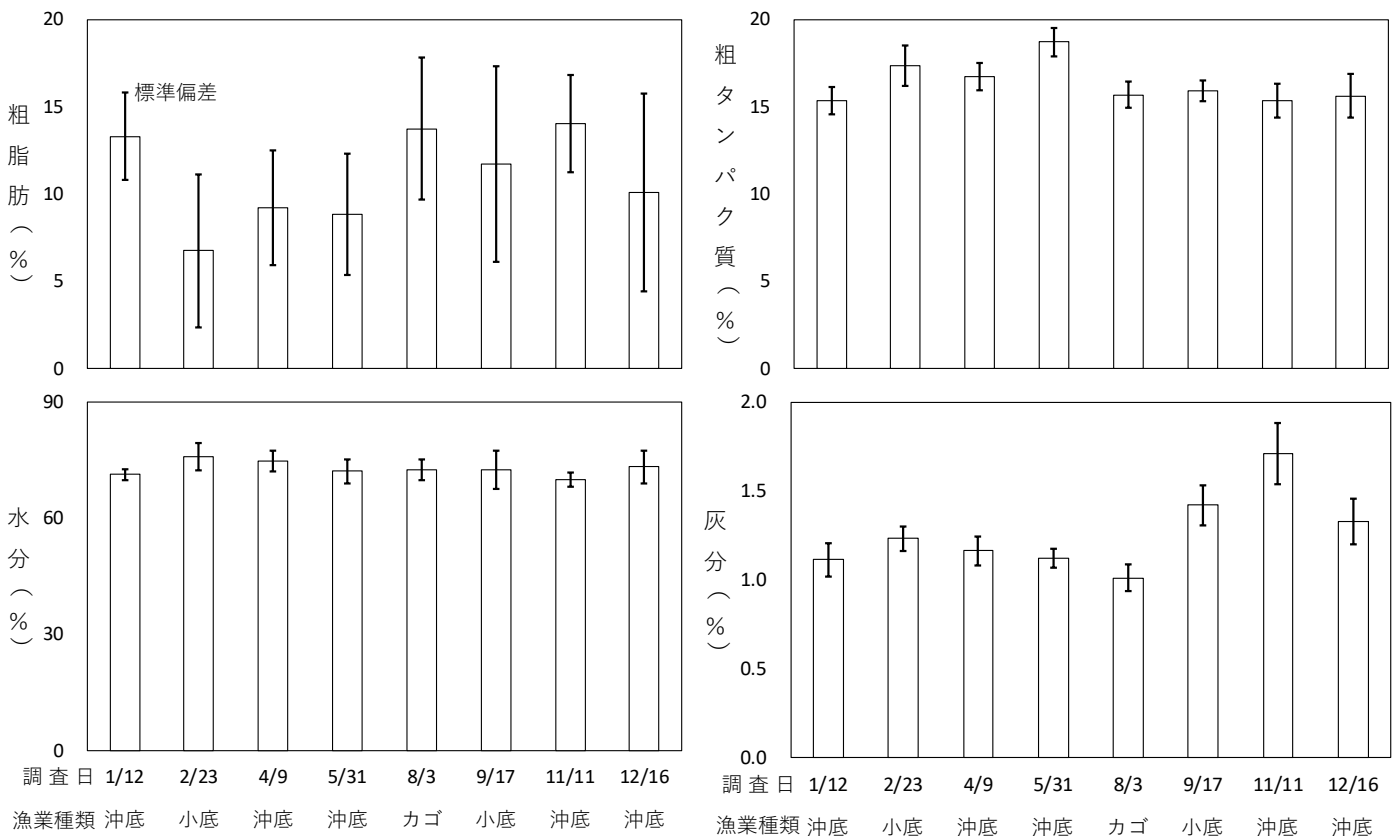 粗脂肪(%)
20
15
10
5
0
標準偏差
粗タンパク質(%)
20
15
10
5
0
水分(%)
90
60
30
0
調査日 1/12 2/23 4/9 5/31 8/3 9/17 11/11 12/16
漁業種類 沖底 小底 沖底 沖底 カゴ 小底 沖底 沖底
灰分(%)
2.0
1.5
1.0
0.5
0.0
調査日 1/12 2/23 4/9 5/31 8/3 9/17 11/11 12/16
漁業種類 沖底 小底 沖底 沖底 カゴ 小底 沖底 沖底